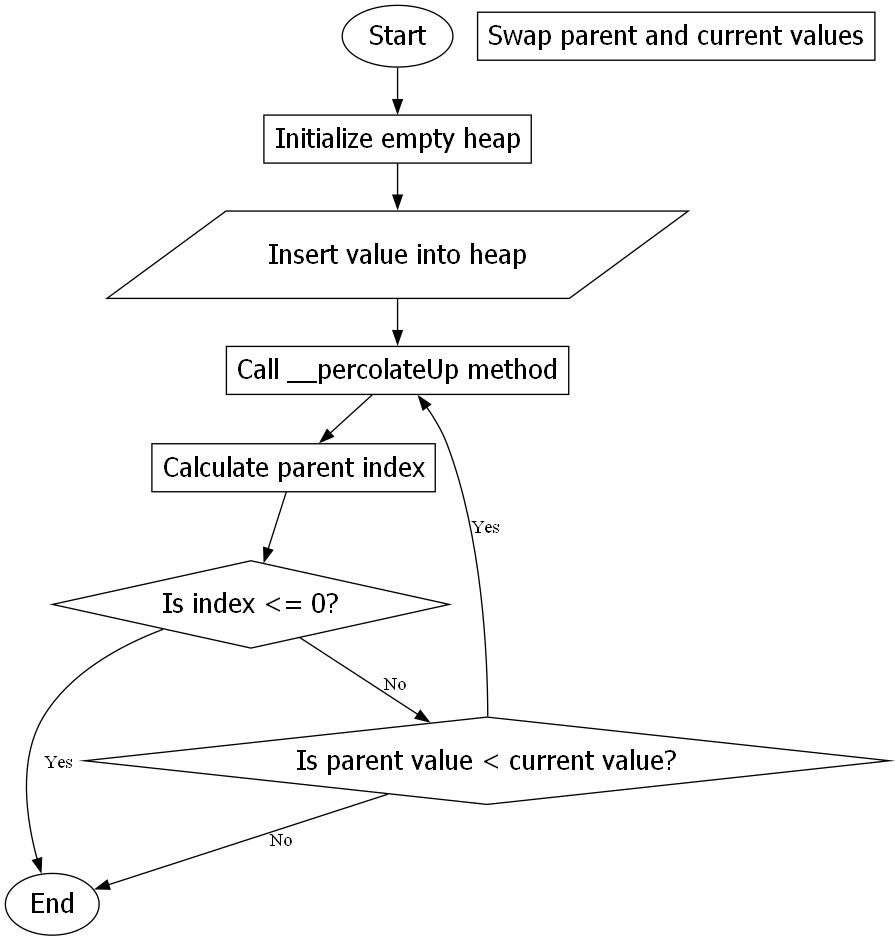 Start
Swap parent and current values
Initialize empty heap
Insert value into heap
Call __percolateUp method
Calculate parent index
Yes
Is index <= 0?
No
Yes
Is parent value < current value?
No
End